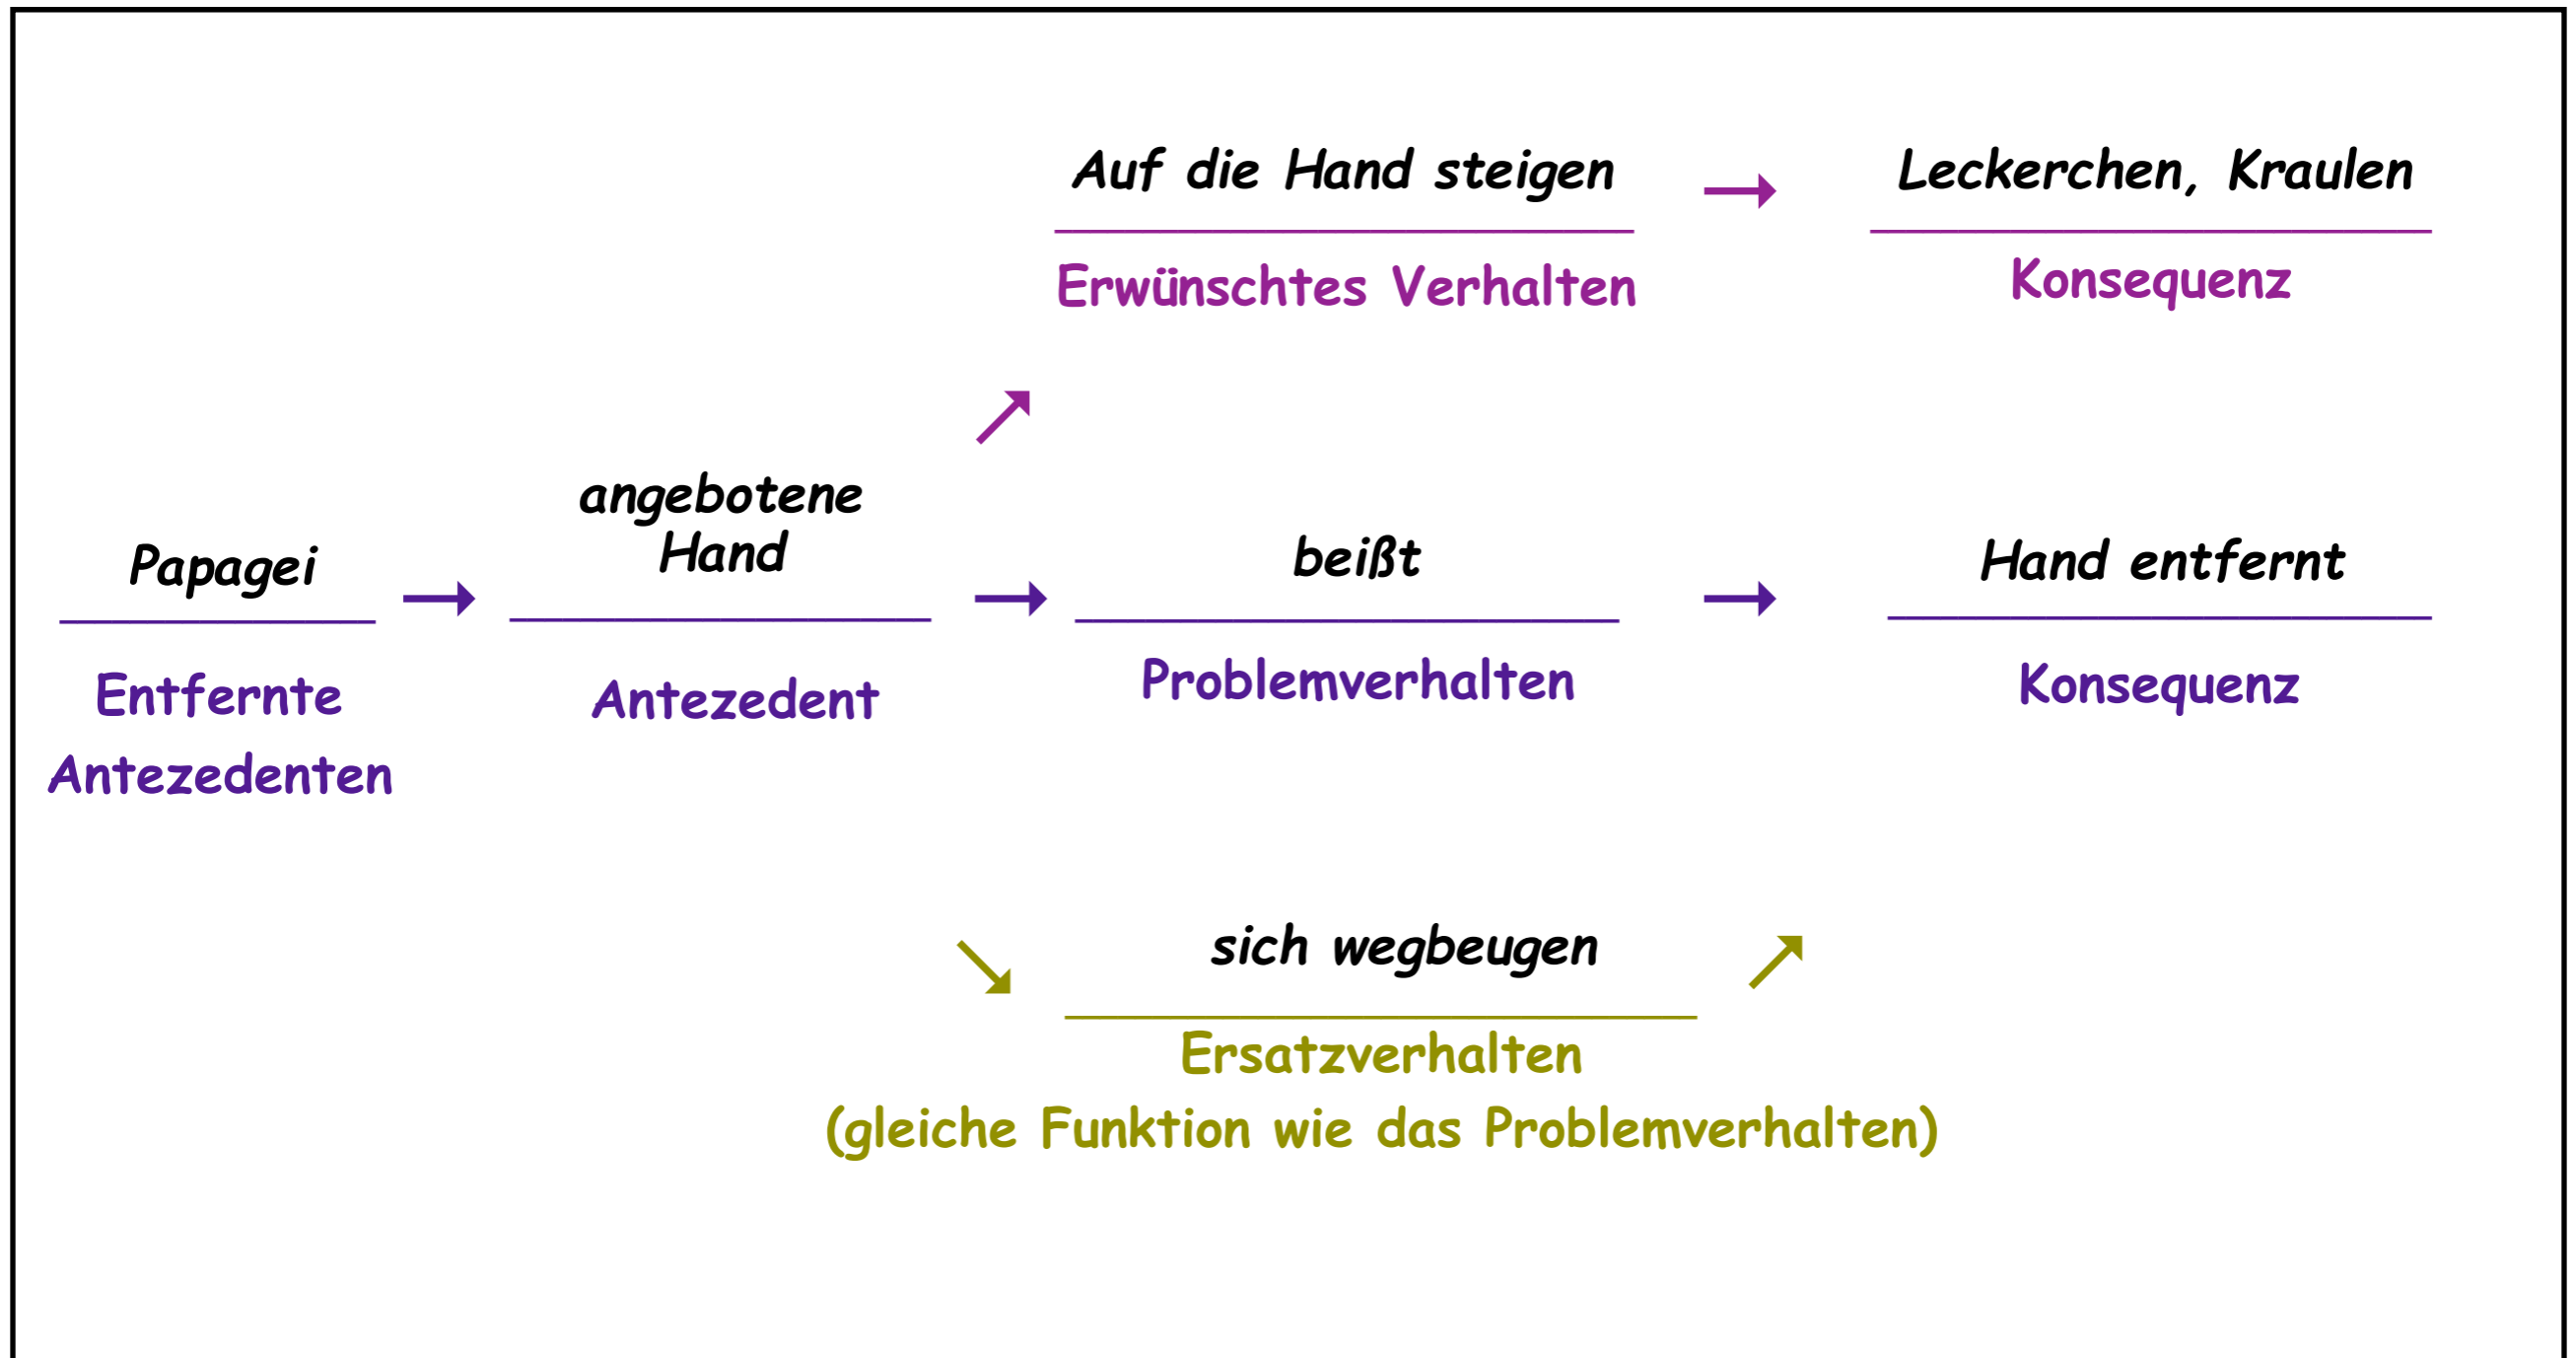 Auf die Hand steigen
Leckerchen, Kraulen
Erwünschtes Verhalten
Konsequenz
angebotene
Hand
Papagei
beißt
Hand entfernt
Entfernte
Antezedenten
Antezedent
Problemverhalten
Konsequenz
sich wegbeugen
Ersatzverhalten
(gleiche Funktion wie das Problemverhalten)